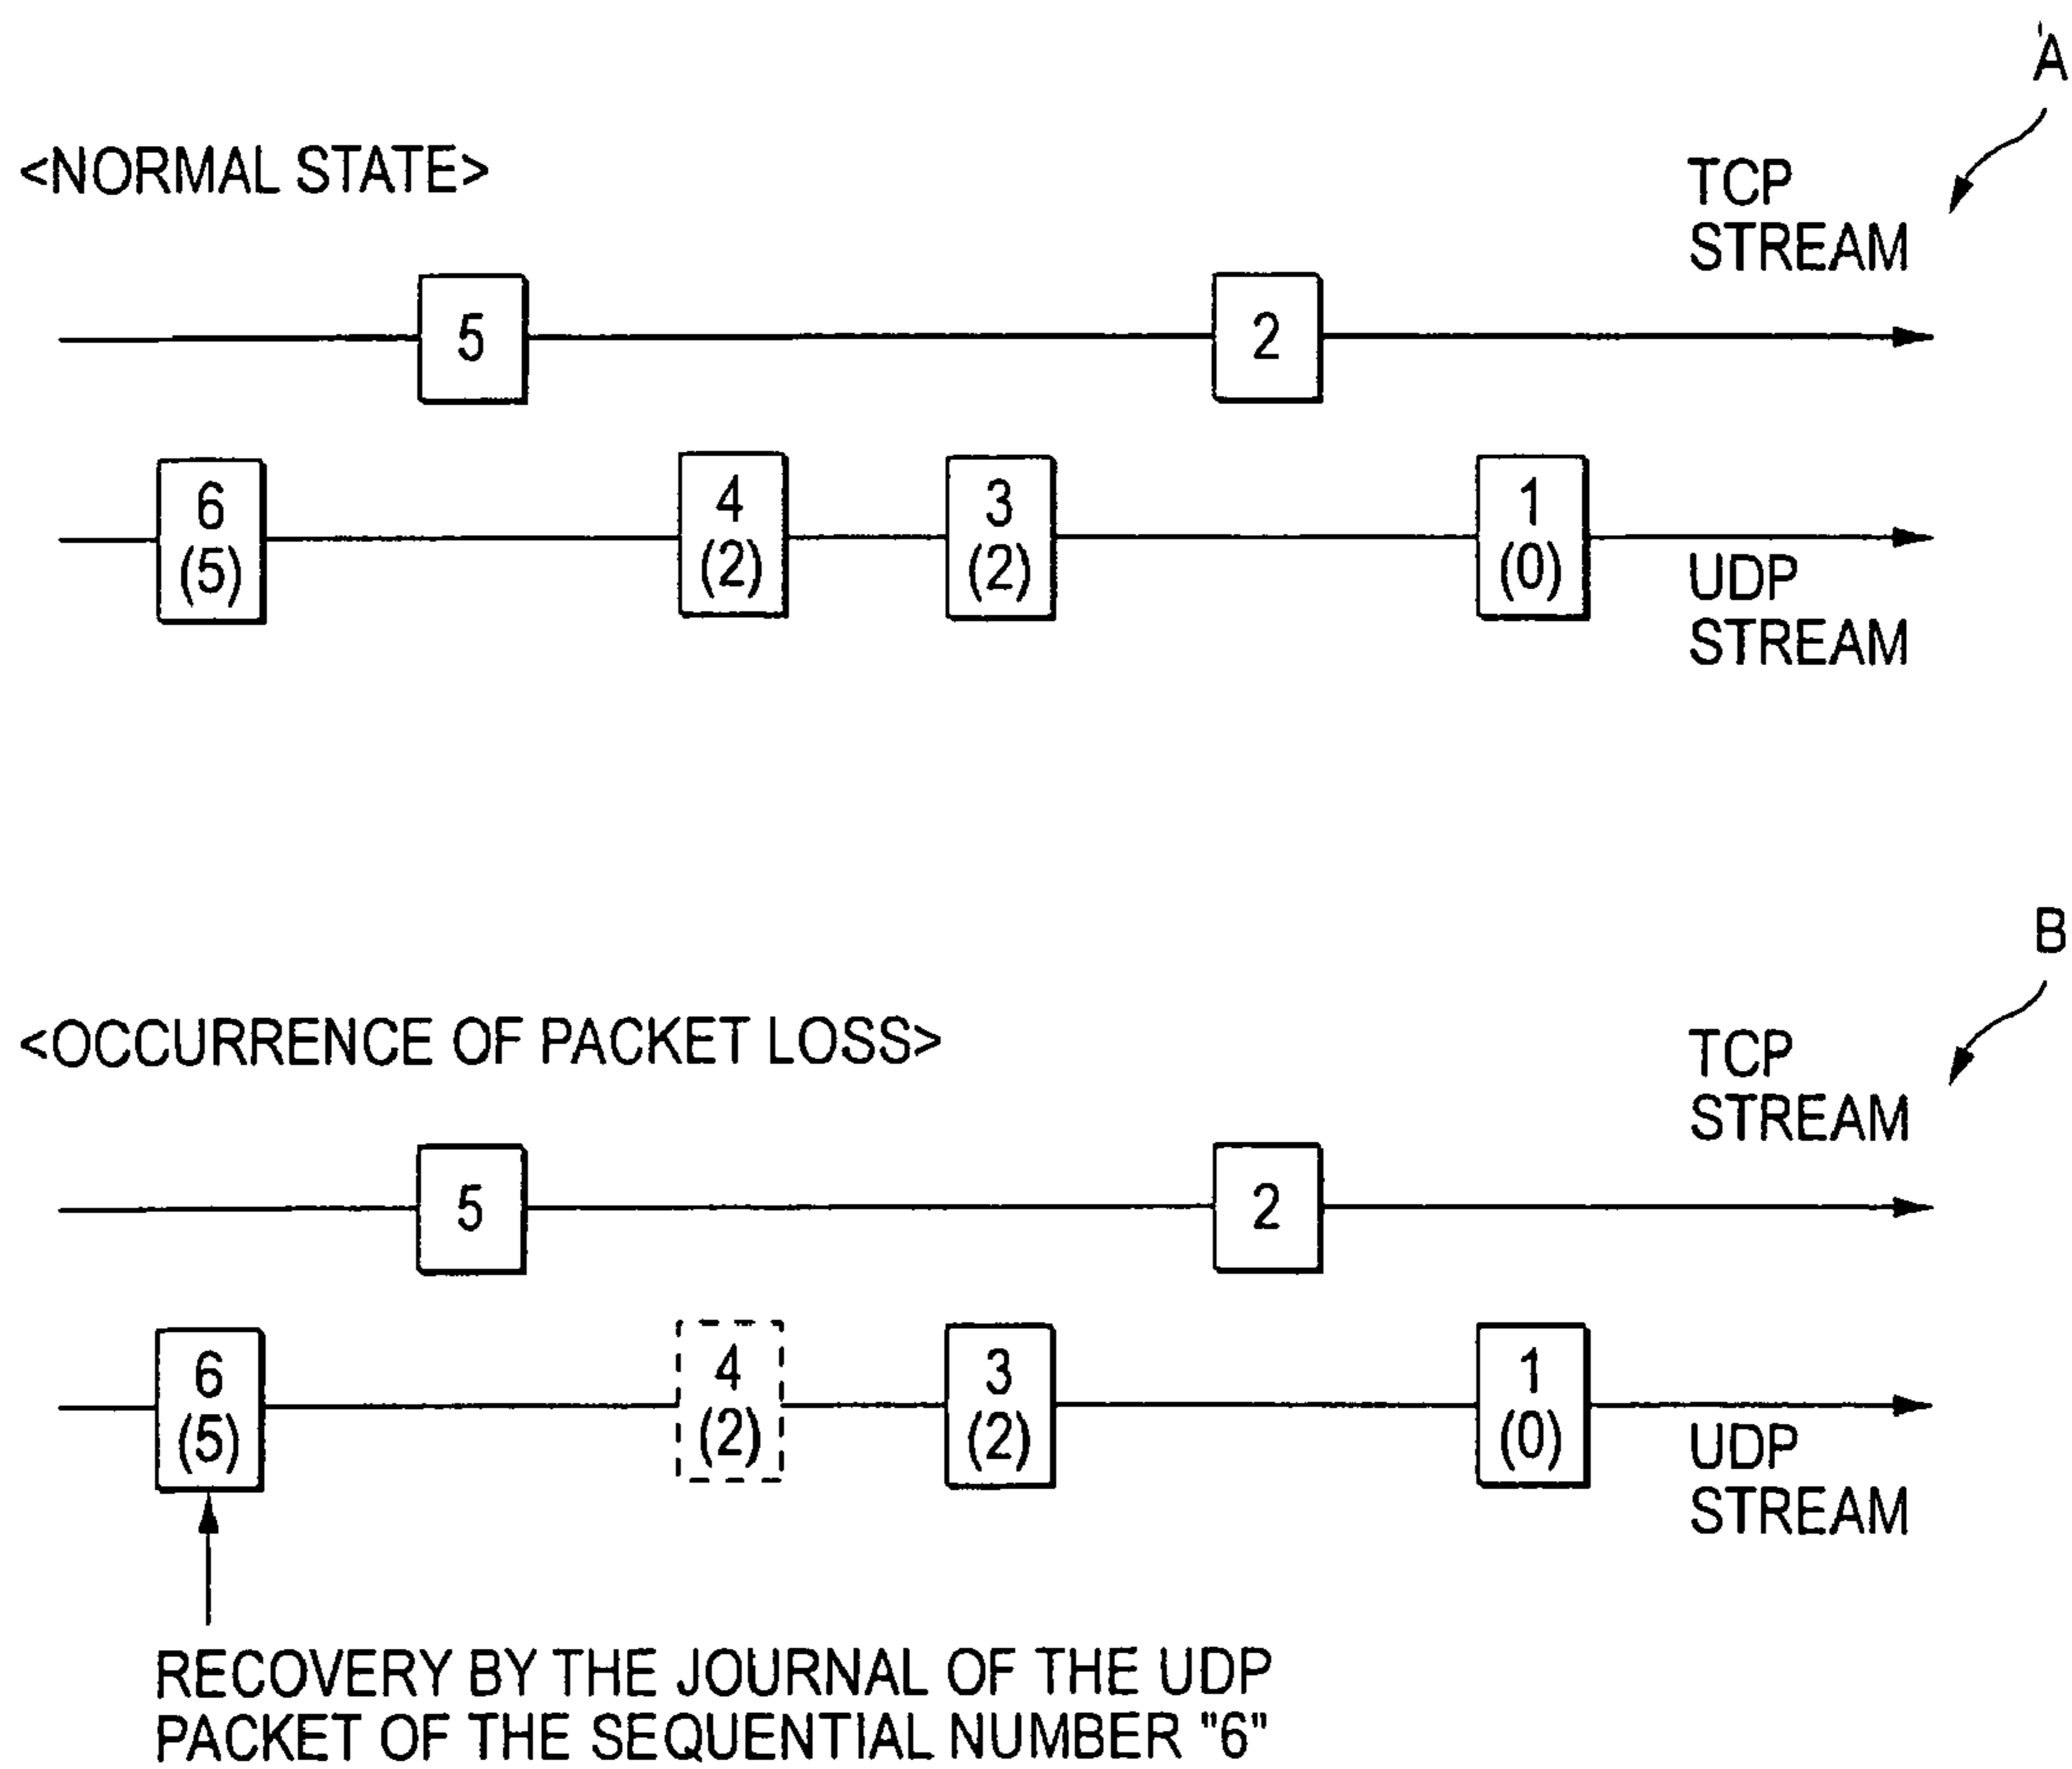 A
<NORMAL STATE>
TCP
STREAM
5
2
6
(5)
4
(2)
3
(2)
1
(0)
UDP
STREAM
B
<OCCURRENCE OF PACKET LOSS>
TCP
STREAM
5
2
6
(5)
4
(2)
3
(2)
1
(0)
UDP
STREAM
RECOVERY BY THE JOURNAL OF THE UDP
PACKET OF THE SEQUENTIAL NUMBER "6"